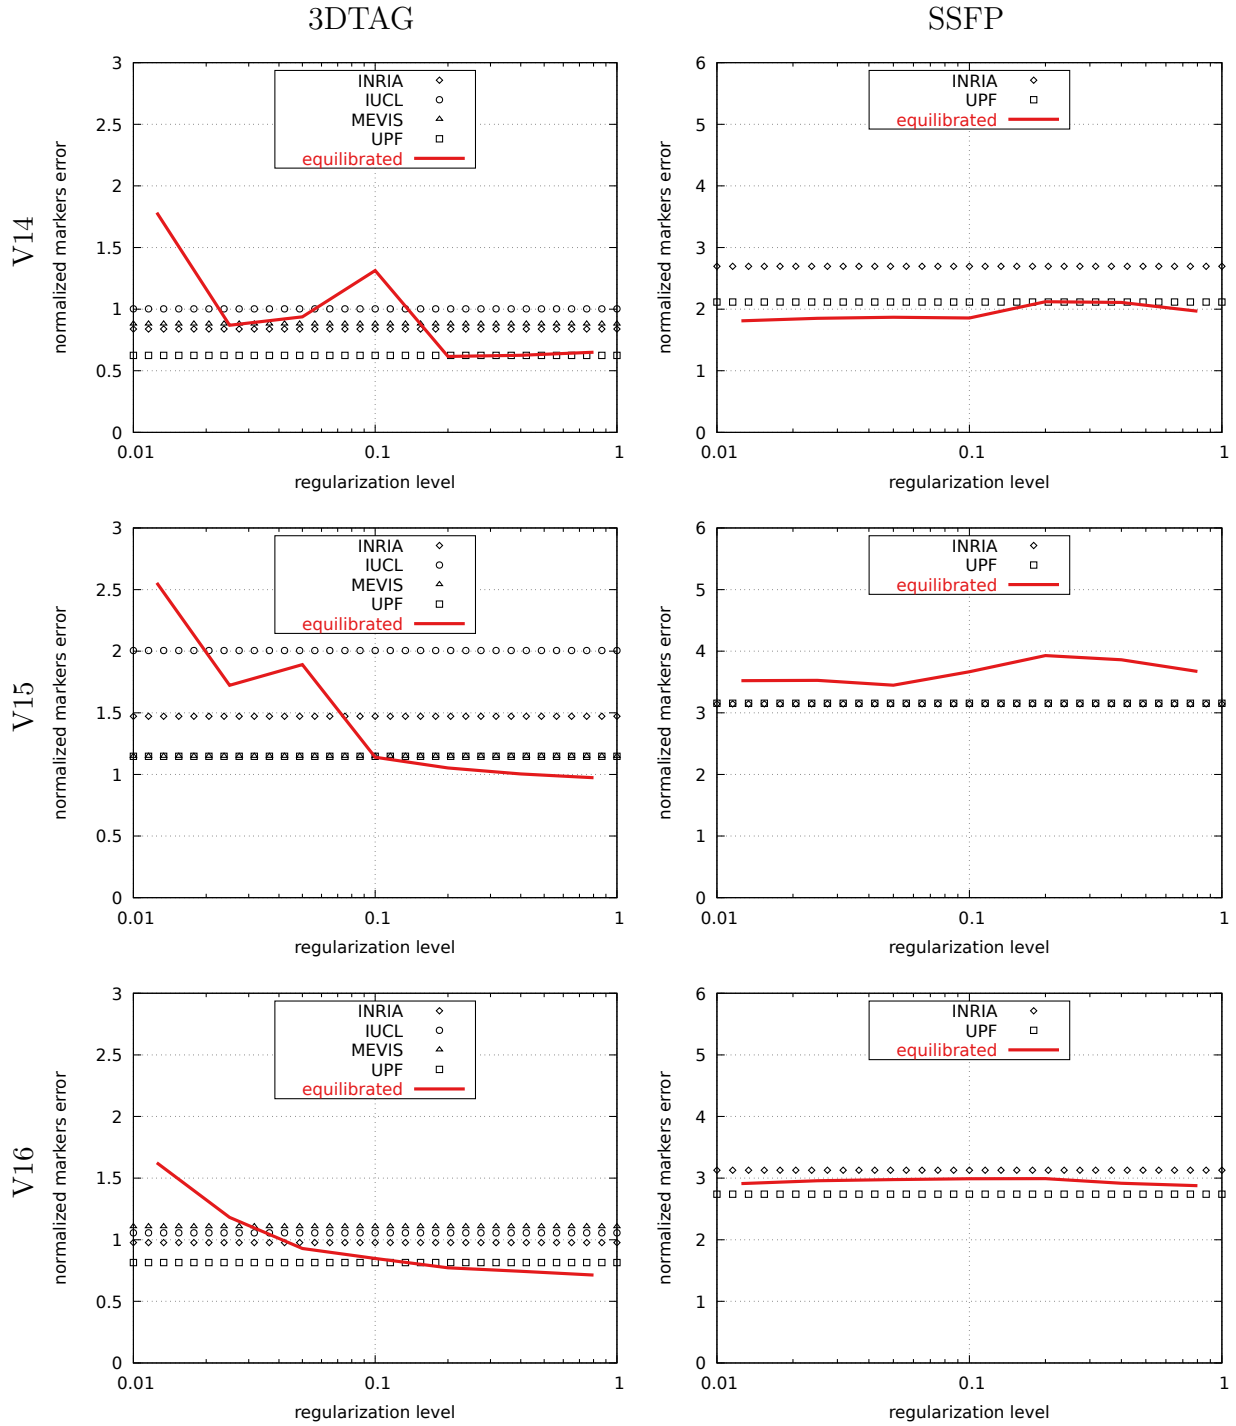 3DTAG
SSFP
V14
normalized markers error
3
2.5
2
1.5
1
0.5
0
0.01
0.1
1
regularization level
INRIA
IUCL
MEVIS
UPF
equilibrated
normalized markers error
6
5
4
3
2
1
0
0.01
0.1
1
regularization level
INRIA
UPF
equilibrated
V15
normalized markers error
3
2.5
2
1.5
1
0.5
0
0.01
0.1
1
regularization level
INRIA
IUCL
MEVIS
UPF
equilibrated
normalized markers error
6
5
4
3
2
1
0
0.01
0.1
1
regularization level
INRIA
UPF
equilibrated
V16
normalized markers error
3
2.5
2
1.5
1
0.5
0
0.01
0.1
1
regularization level
INRIA
IUCL
MEVIS
UPF
equilibrated
normalized markers error
6
5
4
3
2
1
0
0.01
0.1
1
regularization level
INRIA
UPF
equilibrated